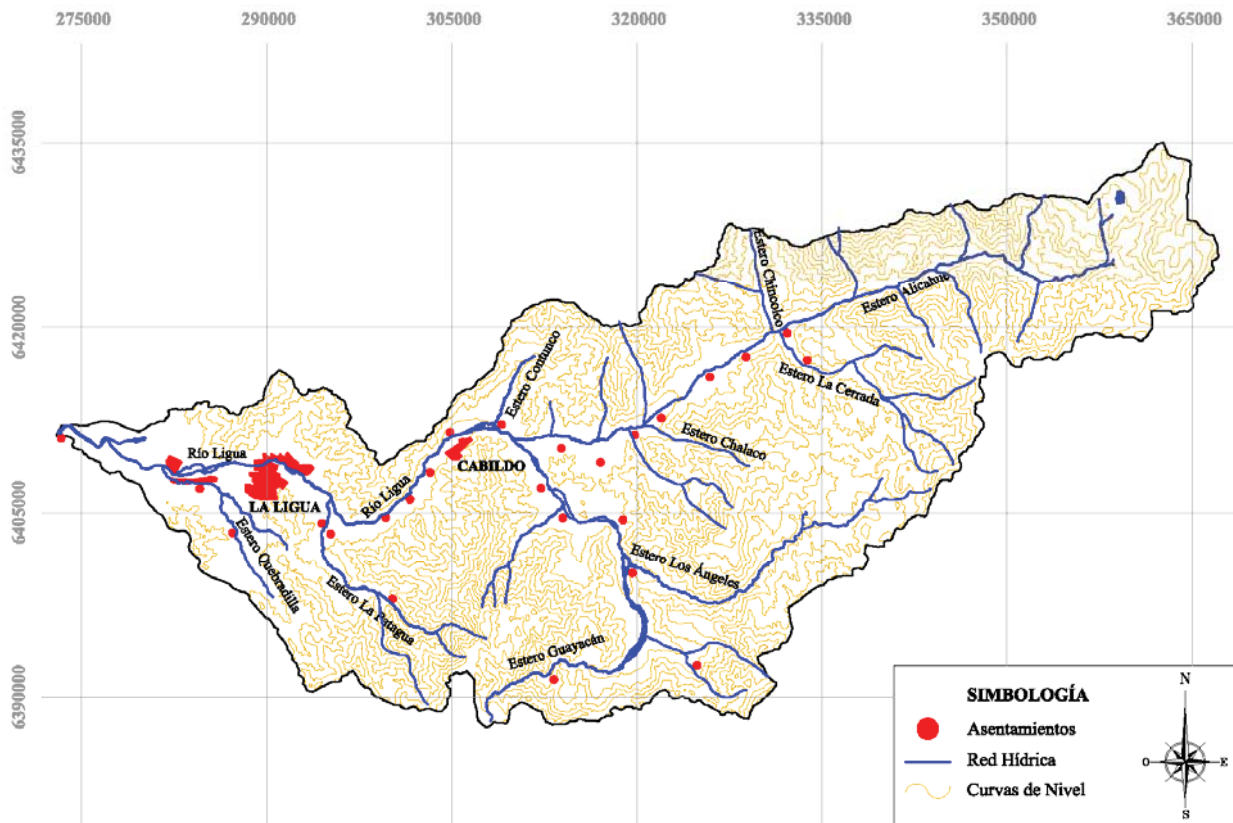 275000 290000 305000 320000 335000 350000 365000
6435000
6420000
6405000
6390000
Estero Chincolco
Estero Alicahue
Estero La Cerrada
Estero Contunco
Estero Chalaco
Río Ligua
CABILDO
Río Ligua
LA LIGUA
Estero Quebradilla
Estero La Patagua
Estero Los Ángeles
Estero Guayacán
SIMBOLOGÍA
Asentamientos
Red Hídrica
Curvas de Nivel
N
O
E
S